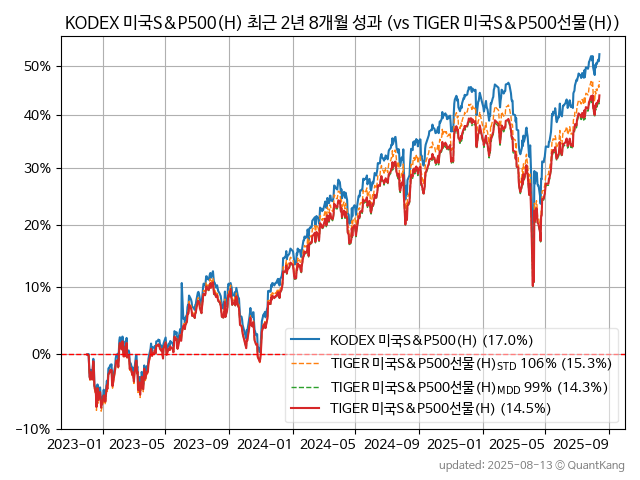 KODEX 미국S&P500(H) 최근 2년 8개월 성과 (vs TIGER 미국S&P500선물(H))
50%
40%
30%
20%
10%
0%
−10%
KODEX 미국S&P500(H) (17.0%)
TIGER 미국S&P500선물(H)STD 106% (15.3%)
TIGER 미국S&P500선물(H)MDD 99% (14.3%)
TIGER 미국S&P500선물(H) (14.5%)
2023-01 2023-05 2023-09 2024-01 2024-05 2024-09 2025-01 2025-05 2025-09
updated: 2025-08-13 © QuantKang